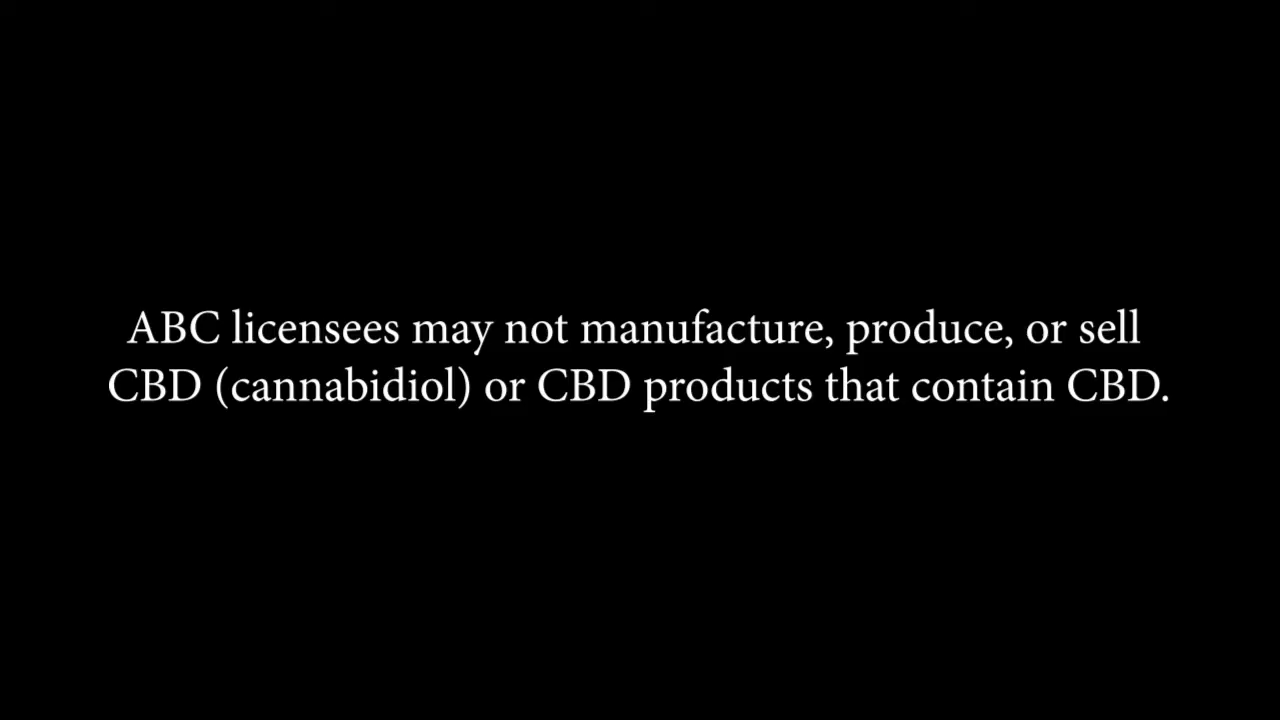 ABC licensees may not manufacture, produce, or sell
CBD (cannabidiol) or CBD products that contain CBD.